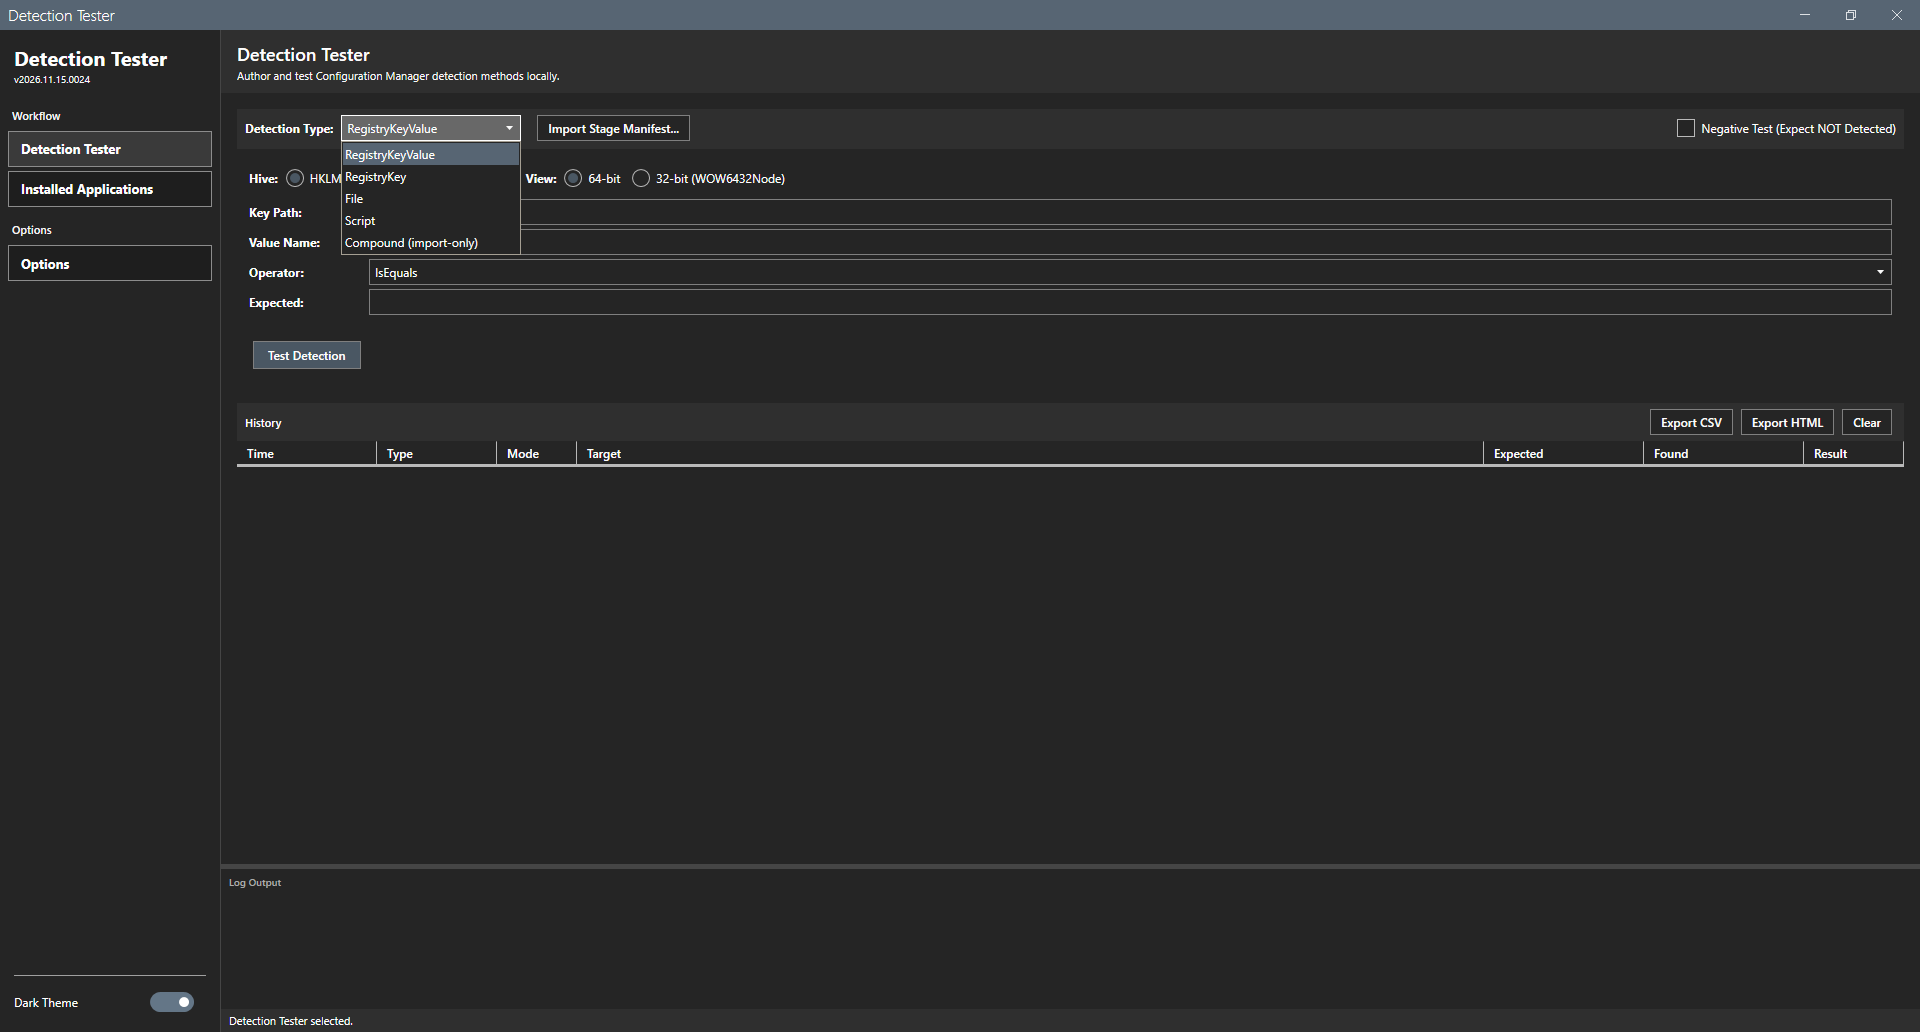 Detection Tester
Detection Tester
v2026.11.15.0024
Workflow
Detection Tester
Installed Applications
Options
Options
Detection Tester
Author and test Configuration Manager detection methods locally.
Detection Type: RegistryKeyValue Import Stage Manifest... Negative Test (Expect NOT Detected)
RegistryKeyValue
RegistryKey
File
Script
Compound (import-only)
Hive: HKLM View: 64-bit 32-bit (WOW6432Node)
Key Path:
Value Name:
Operator: IsEquals
Expected:
Test Detection
History Export CSV Export HTML Clear
Time Type Mode Target Expected Found Result
Log Output
Dark Theme
Detection Tester selected.